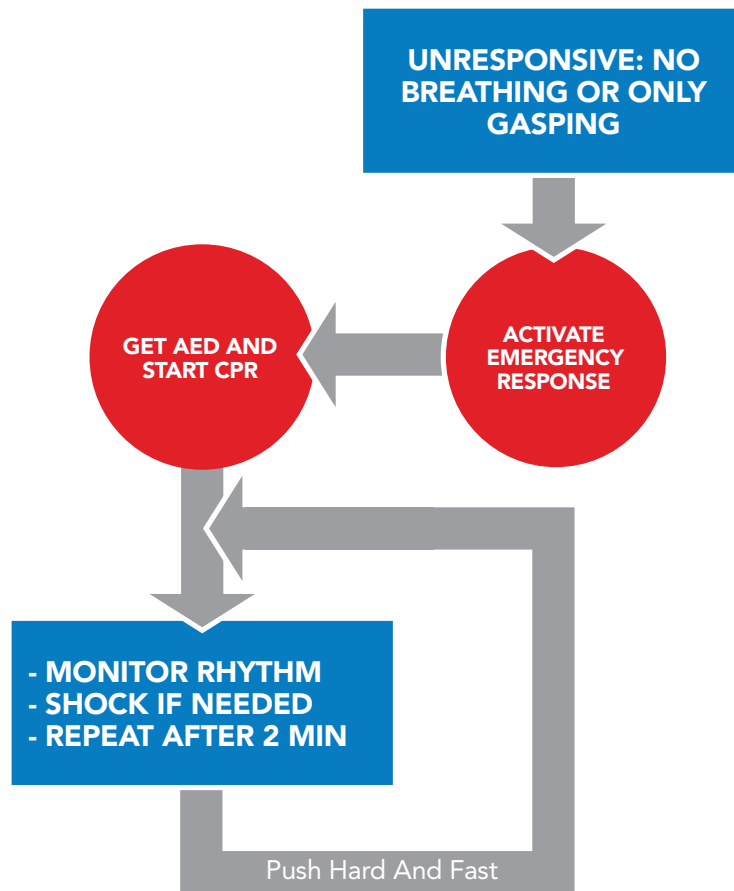 UNRESPONSIVE: NO
BREATHING OR ONLY
GASPING
ACTIVATE
EMERGENCY
RESPONSE
GET AED AND
START CPR
- MONITOR RHYTHM
- SHOCK IF NEEDED
- REPEAT AFTER 2 MIN
Push Hard And Fast